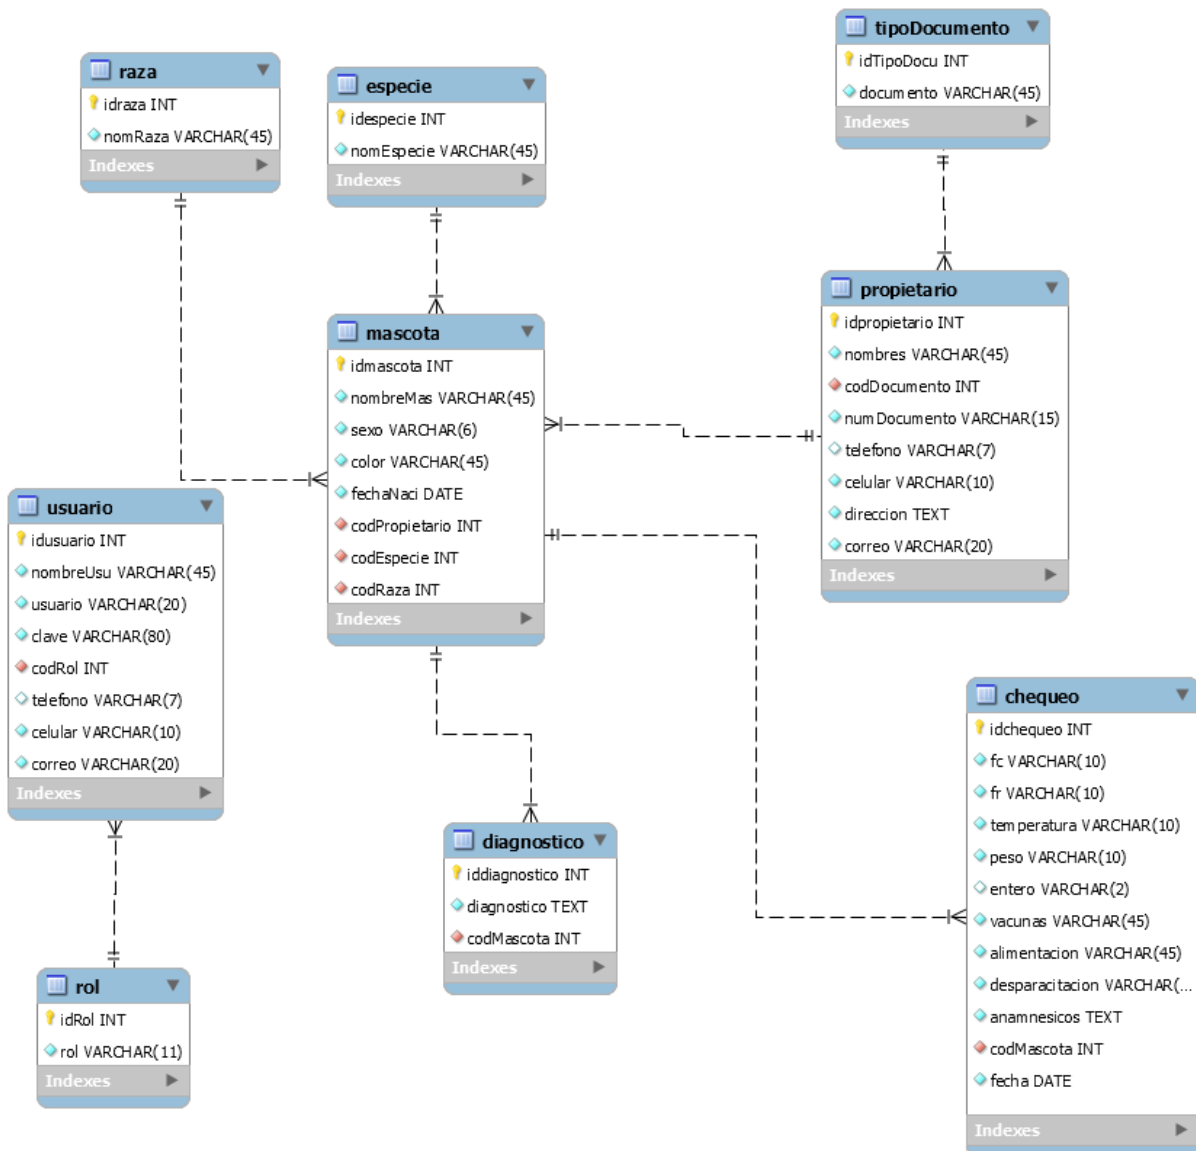 raza
idraza INT
nomRaza VARCHAR(45)
Indexes
especie
idespecie INT
nomEspecie VARCHAR(45)
Indexes
tipoDocumento
idTipoDocu INT
documento VARCHAR(45)
Indexes
propietario
idpropietario INT
nombres VARCHAR(45)
codDocumento INT
numDocumento VARCHAR(15)
telefono VARCHAR(7)
celular VARCHAR(10)
direccion TEXT
correo VARCHAR(20)
Indexes
mascota
idmascota INT
nombreMas VARCHAR(45)
sexo VARCHAR(6)
color VARCHAR(45)
fechaNaci DATE
codPropietario INT
codEspecie INT
codRaza INT
Indexes
usuario
idusuario INT
nombreUsu VARCHAR(45)
usuario VARCHAR(20)
clave VARCHAR(80)
codRol INT
telefono VARCHAR(7)
celular VARCHAR(10)
correo VARCHAR(20)
Indexes
chequeo
idchequeo INT
fc VARCHAR(10)
fr VARCHAR(10)
temperatura VARCHAR(10)
peso VARCHAR(10)
entero VARCHAR(2)
vacunas VARCHAR(45)
alimentacion VARCHAR(45)
desparacitacion VARCHAR(...
anamnesicos TEXT
codMascota INT
fecha DATE
Indexes
diagnostico
iddiagnostico INT
diagnostico TEXT
codMascota INT
Indexes
rol
idRol INT
rol VARCHAR(11)
Indexes